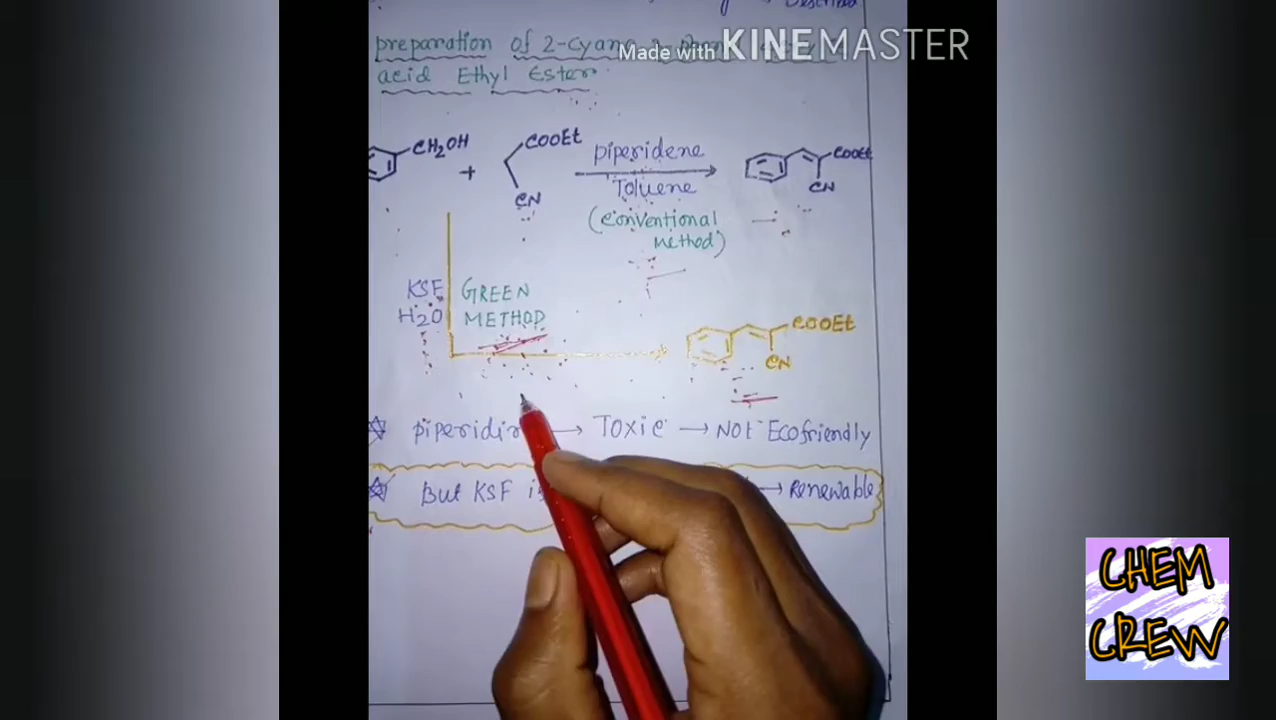 Described
preparation of 2-cyano
acid Ethyl Ester
Made with KINEMASTER
CH2OH
+
COOEt
CN
piperidene
Toluene
(conventional
method)
COOEt
CN
KSF
H2O
GREEN
METHOD
COOEt
CN
→ Toxic → NOT Ecofriendly
But KSF → Renewable
CHEM
CREW